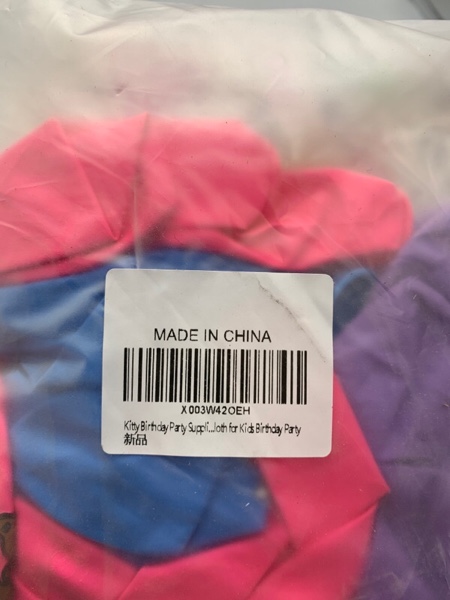 MADE IN CHINA
X003W42OEH
Kitty Birthday Party Suppli...loth for Kids Birthday Party
新品